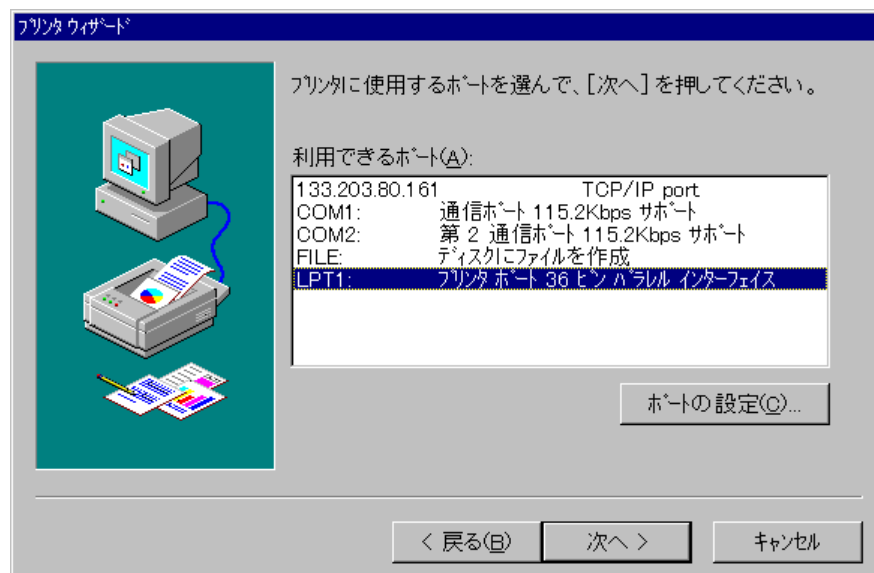 プリンタ ウィザード
プリンタに使用するポートを選んで、[次へ] を押してください。
利用できるポート(A):
133.203.80.161 TCP/IP port
COM1: 通信ポート 115.2Kbps サポート
COM2: 第 2 通信ポート 115.2Kbps サポート
FILE: ディスクにファイルを作成
LPT1: プリンタ ポート 36 ピン パラレル インターフェイス
ポートの設定(C)...
< 戻る(B)
次へ >
キャンセル